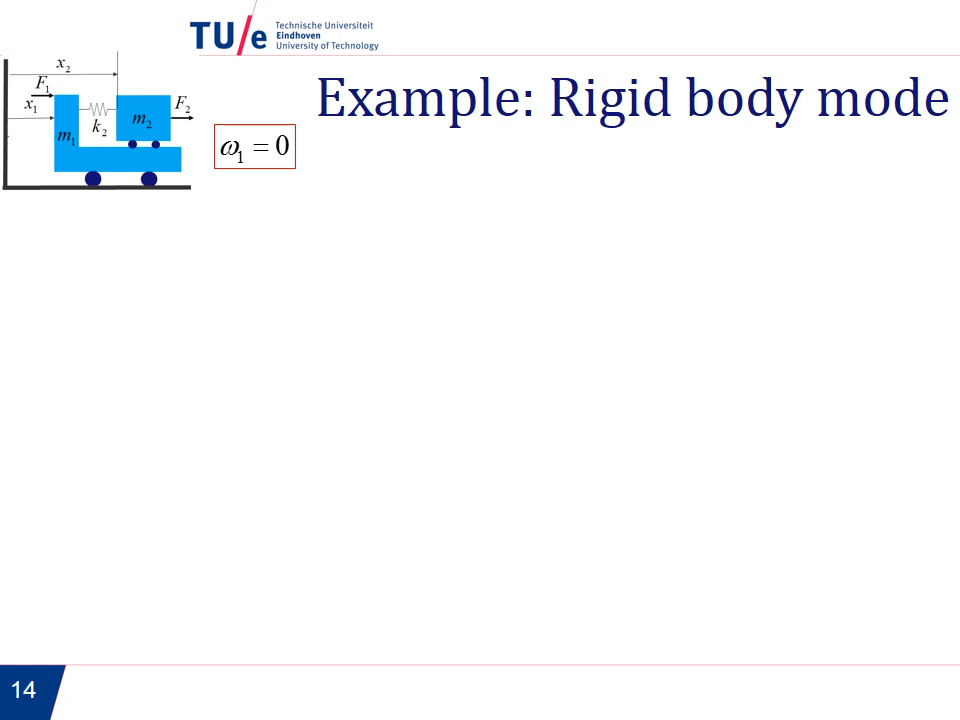 TU/e Technische Universiteit
Eindhoven
University of Technology
Example: Rigid body mode
x₂
F₁
x₁
F₂
m₁
k₂
m₂
ω₁ = 0
14